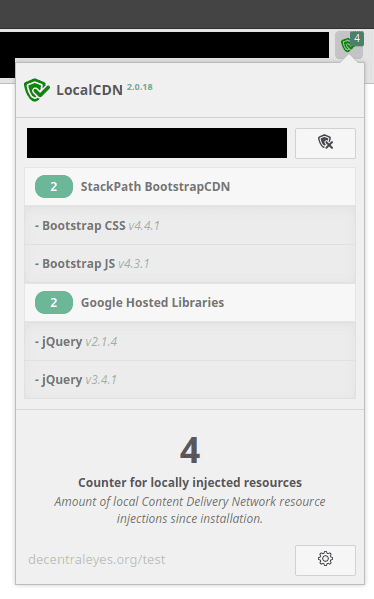 4
LocalCDN 2.0.18
2 StackPath BootstrapCDN
- Bootstrap CSS v4.4.1
- Bootstrap JS v4.3.1
2 Google Hosted Libraries
- jQuery v2.1.4
- jQuery v3.4.1
4
Counter for locally injected resources
Amount of local Content Delivery Network resource
injections since installation.
decentraleyes.org/test